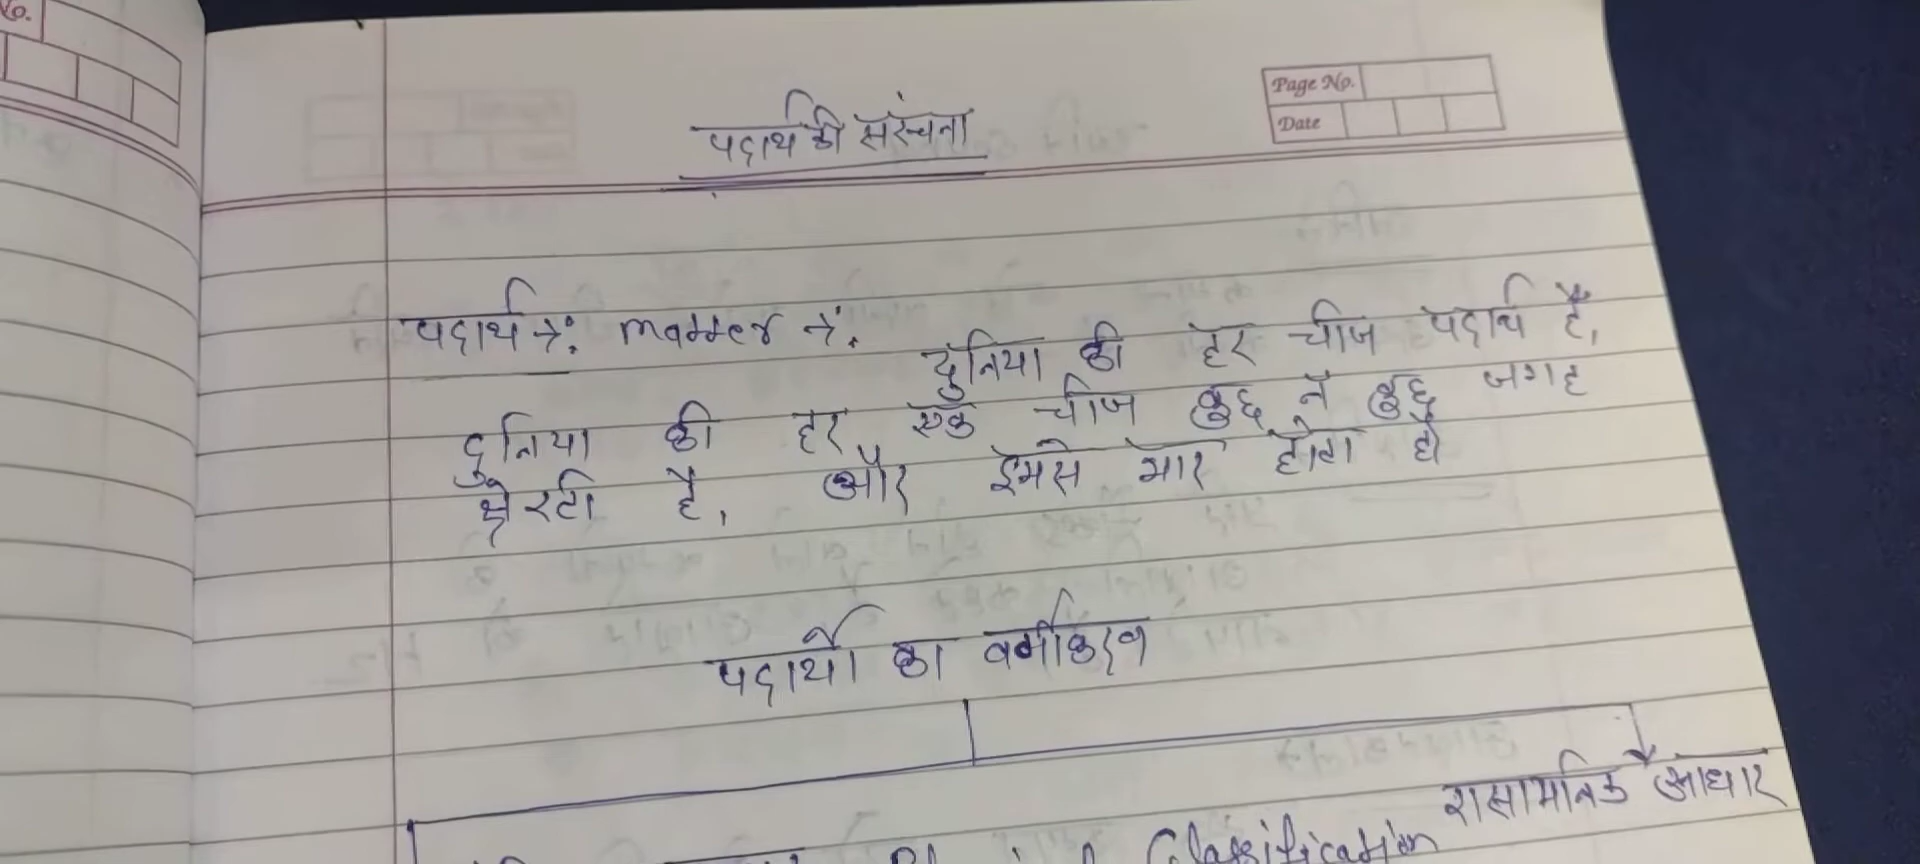 Page No.
Date
पदार्थ की संरचना
पदार्थ →: matter →: दुनिया की हर चीज पदार्थ है,
दुनिया की हर एक चीज कुछ न कुछ जगह
घेरती है, और इसमे भार होता है
पदार्थो का वर्गीकरण
रासायनिक आधार
Classification